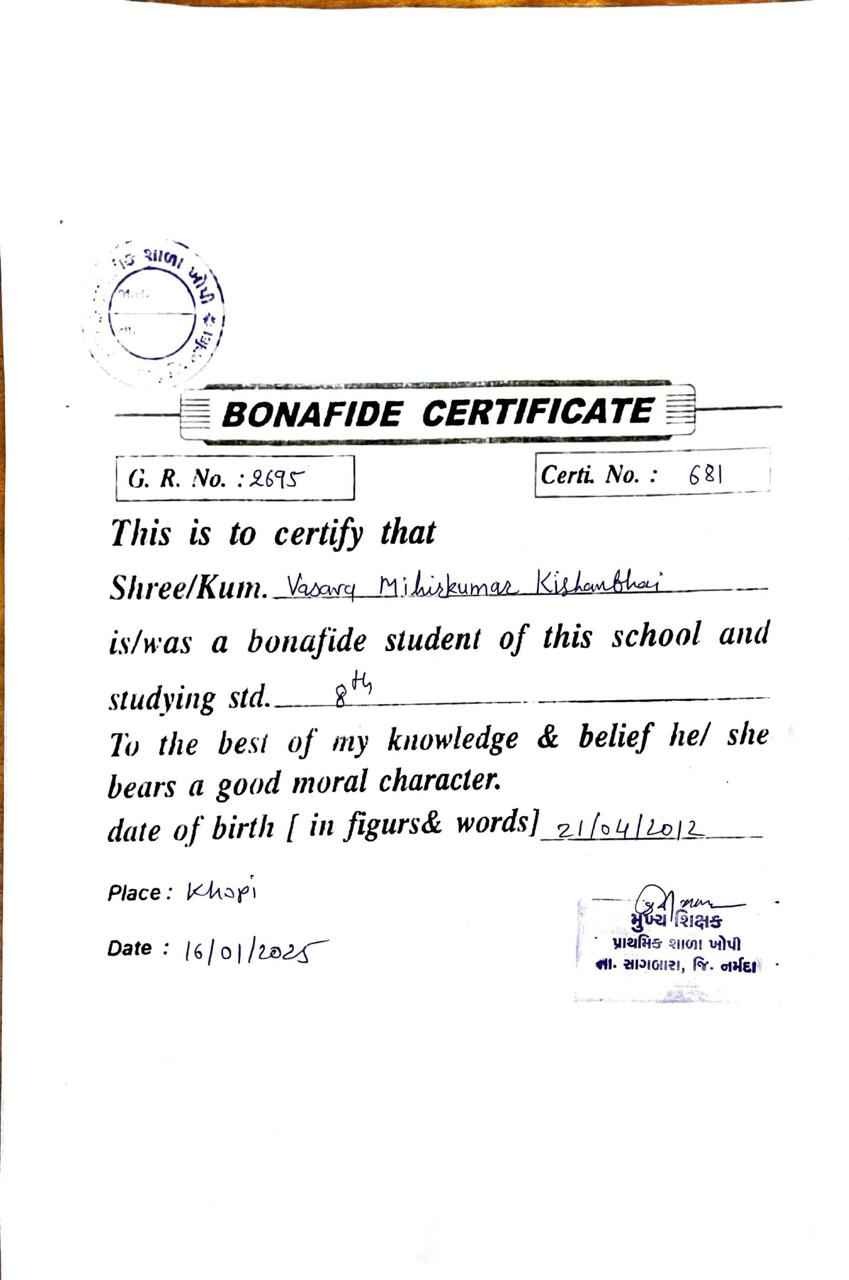 શાળા ખોપી
BONAFIDE CERTIFICATE
G. R. No. : 2695
Certi. No. : 681
This is to certify that
Shree/Kum. Vasava Mihirkumar Kishanbhai
is/was a bonafide student of this school and
studying std. 8th
To the best of my knowledge & belief he/ she
bears a good moral character.
date of birth [ in figurs& words] 21/04/2012
Place : Khopi
Date : 16/01/2025
મુખ્ય શિક્ષક
પ્રાથમિક શાળા ખોપી
તા. સાગબારા, જિ. નર્મદા